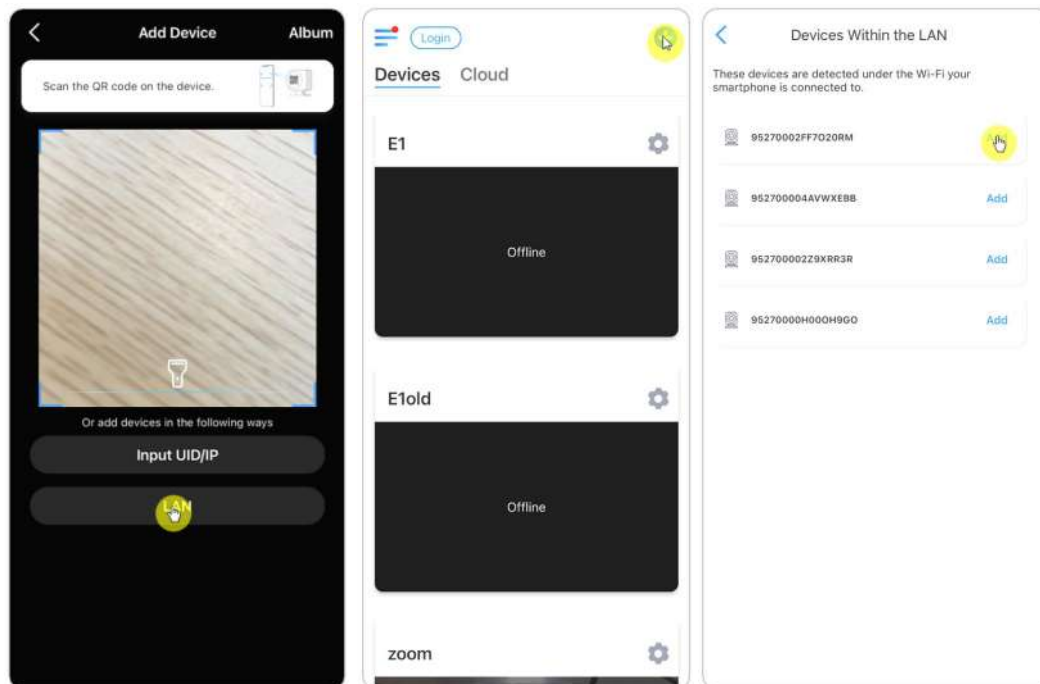 Add Device
Album
Scan the QR code on the device.
Or add devices in the following ways
Input UID/IP
LAN
Login
Devices Cloud
E1
Offline
E1old
Offline
zoom
Devices Within the LAN
These devices are detected under the Wi-Fi your
smartphone is connected to.
95270002FF7O20RM
952700004AVWXEBB Add
952700002Z9XRR3R Add
95270000H00OH9GO Add